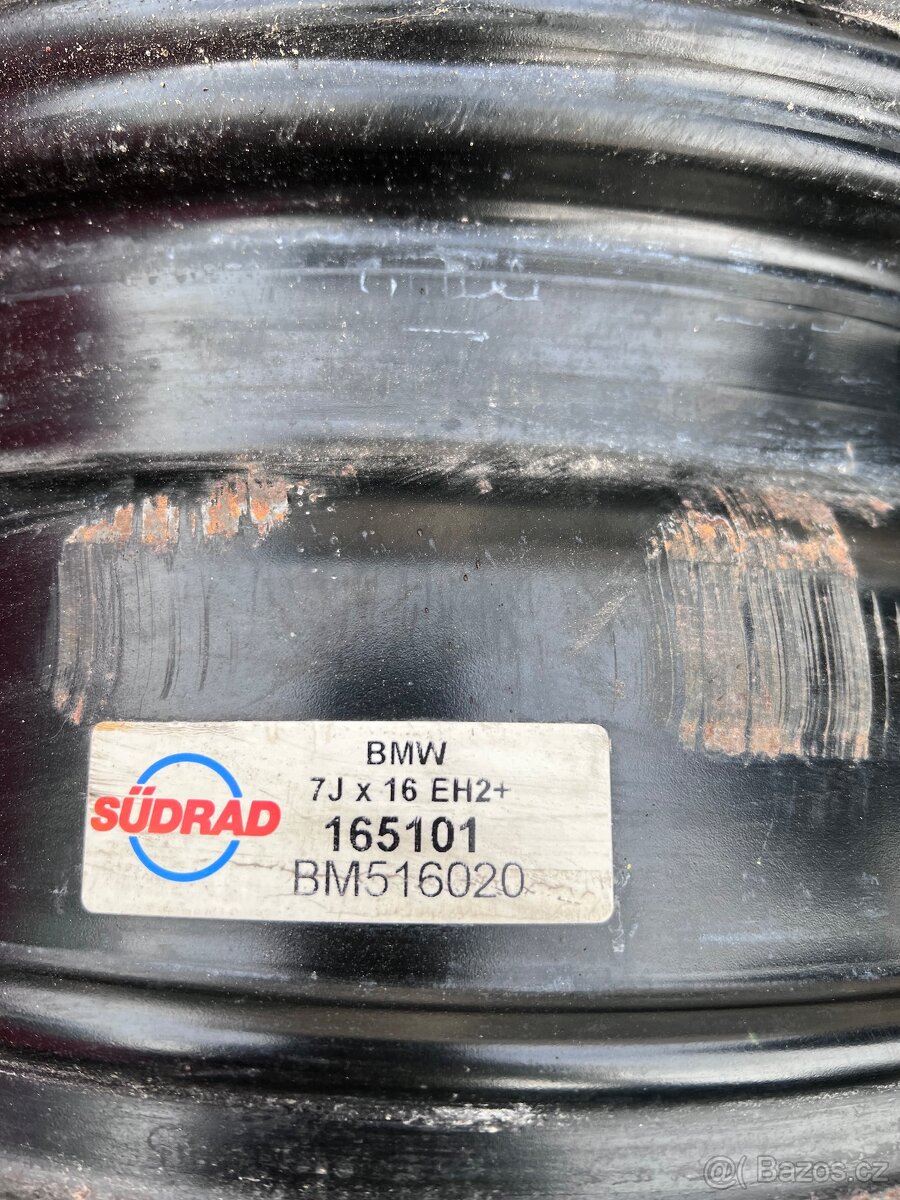 BMW
7J x 16 EH2+
SÜDRAD
165101
BM516020
@( Bazos.cz